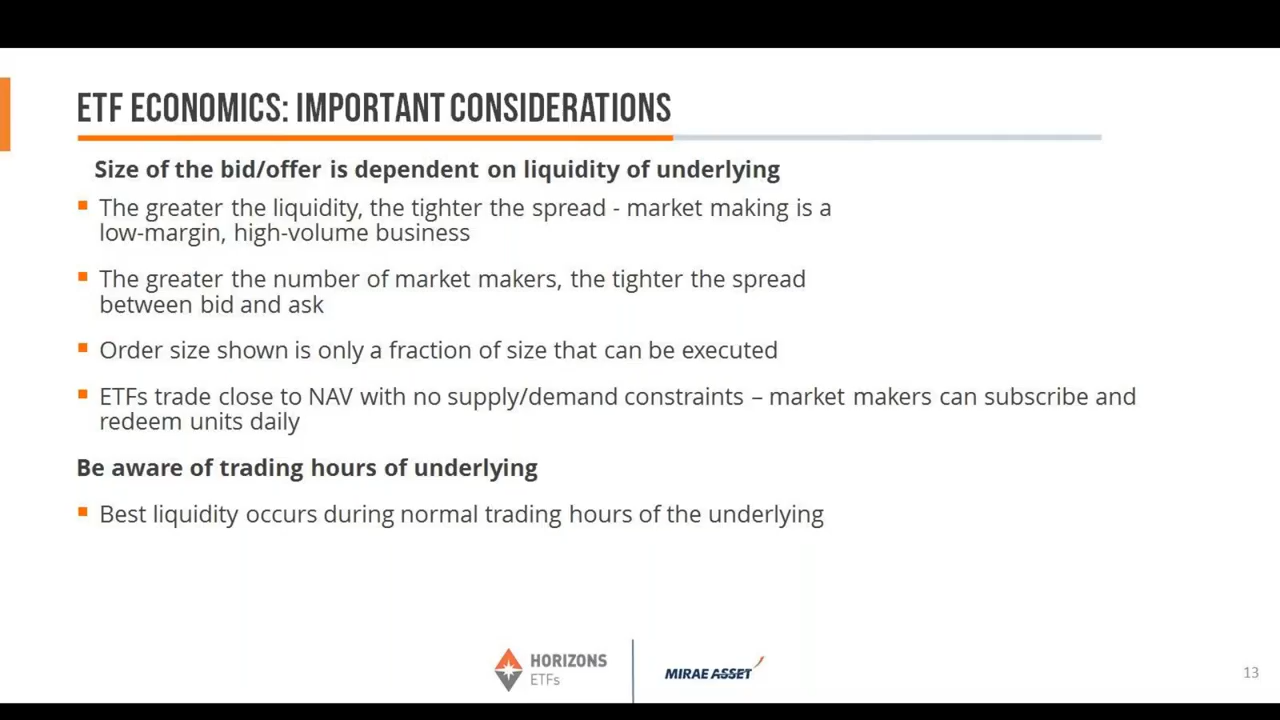 ETF ECONOMICS: IMPORTANT CONSIDERATIONS
Size of the bid/offer is dependent on liquidity of underlying
The greater the liquidity, the tighter the spread - market making is a
low-margin, high-volume business
The greater the number of market makers, the tighter the spread
between bid and ask
Order size shown is only a fraction of size that can be executed
ETFs trade close to NAV with no supply/demand constraints – market makers can subscribe and
redeem units daily
Be aware of trading hours of underlying
Best liquidity occurs during normal trading hours of the underlying
HORIZONS
ETFs
MIRAE ASSET
13